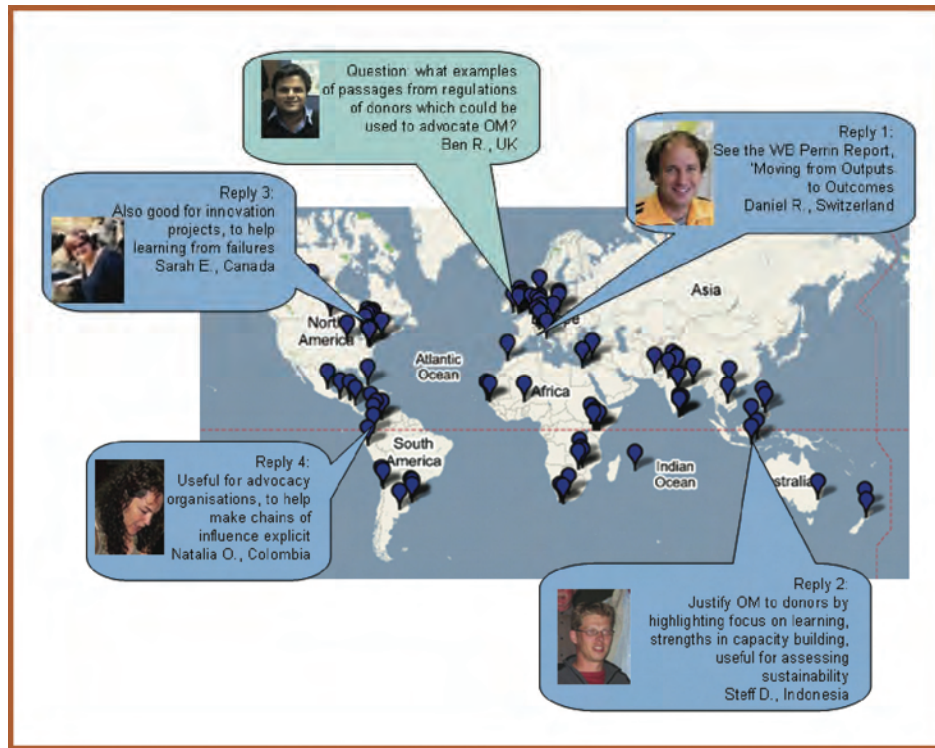 Question: what examples
of passages from regulations
of donors which could be
used to advocate OM?
Ben R., UK
Reply 1:
See the WB Perrin Report,
'Moving from Outputs
to Outcomes
Daniel R., Switzerland
Reply 3:
Also good for innovation
projects, to help
learning from failures
Sarah E., Canada
North
America
Atlantic
Ocean
Asia
Africa
South
America
Indian
Ocean
Reply 4:
Useful for advocacy
organisations, to help
make chains of
influence explicit
Natalia O., Colombia
Reply 2:
Justify OM to donors by
highlighting focus on learning,
strengths in capacity building,
useful for assessing
sustainability
Steff D., Indonesia